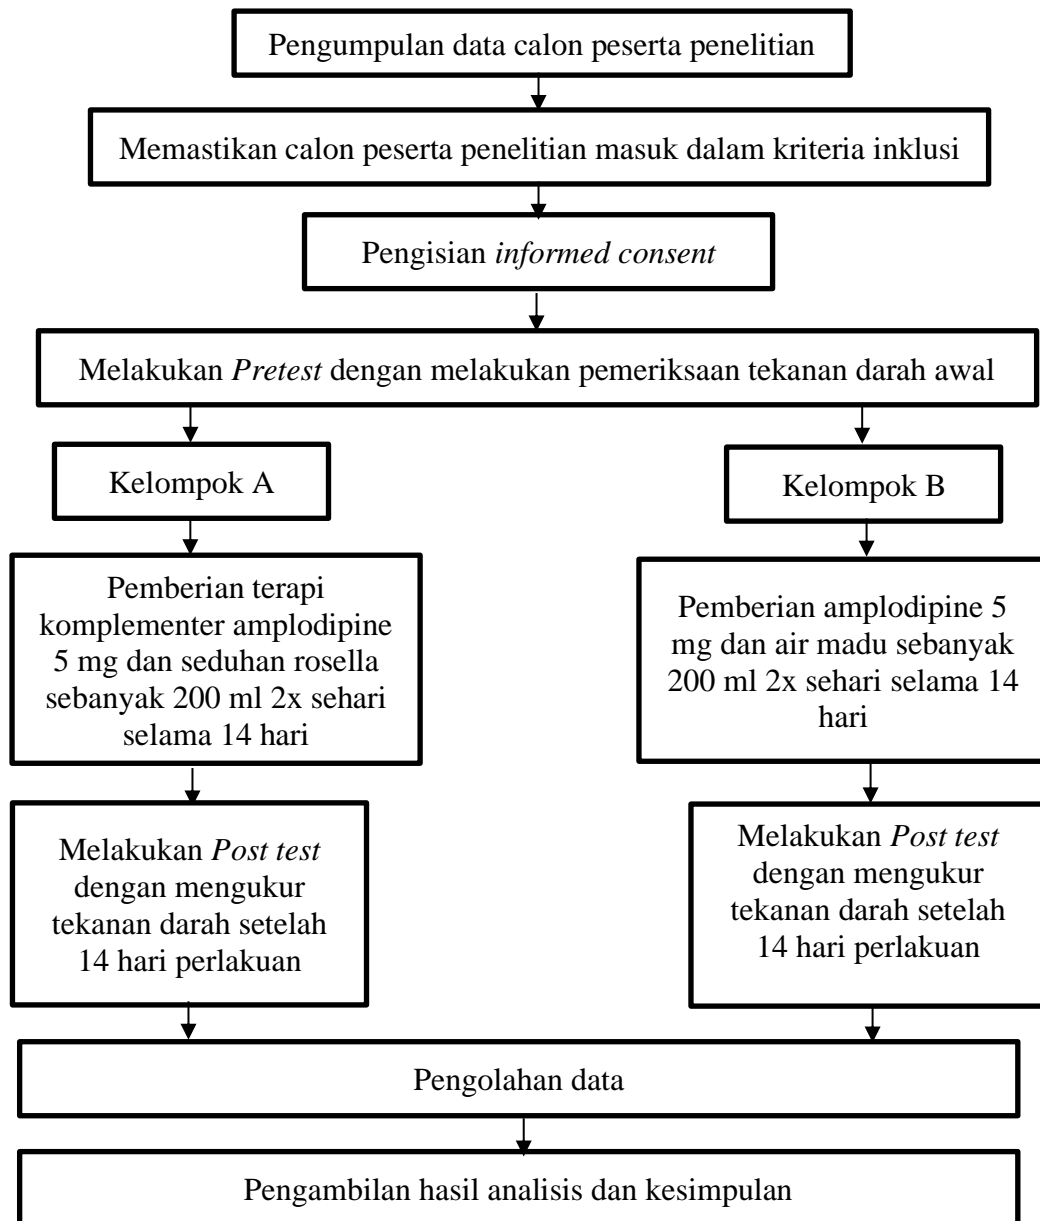 Pengumpulan data calon peserta penelitian
Memastikan calon peserta penelitian masuk dalam kriteria inklusi
Pengisian informed consent
Melakukan Pretest dengan melakukan pemeriksaan tekanan darah awal
Kelompok A
Pemberian terapi
komplementer amplodipine
5 mg dan seduhan rosella
sebanyak 200 ml 2x sehari
selama 14 hari
Melakukan Post test
dengan mengukur
tekanan darah setelah
14 hari perlakuan
Kelompok B
Pemberian amplodipine 5
mg dan air madu sebanyak
200 ml 2x sehari selama 14
hari
Melakukan Post test
dengan mengukur
tekanan darah setelah
14 hari perlakuan
Pengolahan data
Pengambilan hasil analisis dan kesimpulan